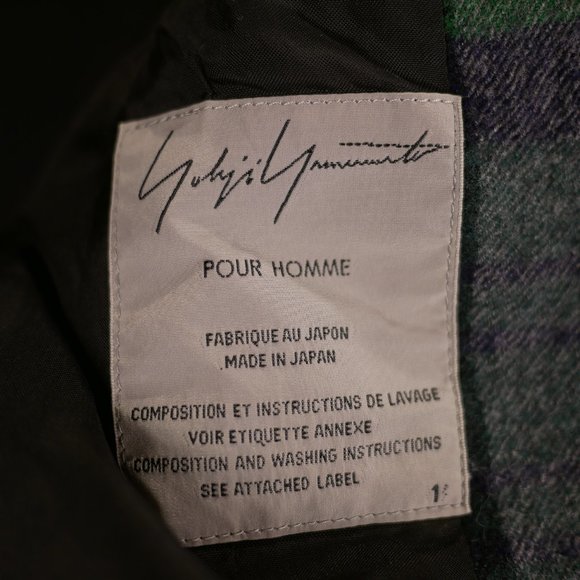 Yohji Yamamoto
POUR HOMME
FABRIQUE AU JAPON
MADE IN JAPAN
COMPOSITION ET INSTRUCTIONS DE LAVAGE
VOIR ETIQUETTE ANNEXE
COMPOSITION AND WASHING INSTRUCTIONS
SEE ATTACHED LABEL